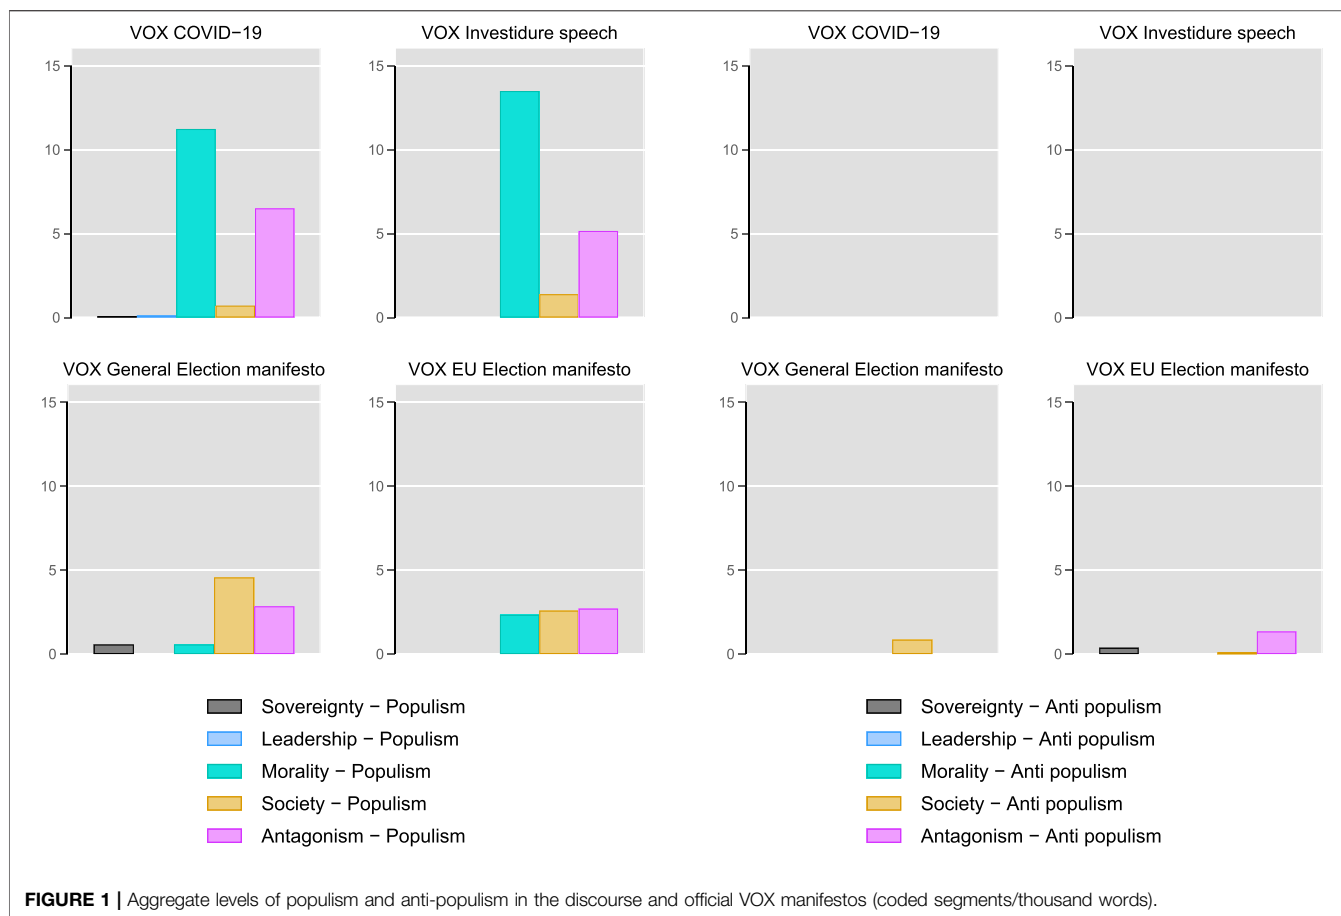 VOX COVID−19
VOX Investidure speech
VOX COVID−19
VOX Investidure speech
15
10
5
0
15
10
5
0
15
10
5
0
15
10
5
0
VOX General Election manifesto
VOX EU Election manifesto
VOX General Election manifesto
VOX EU Election manifesto
15
10
5
0
15
10
5
0
15
10
5
0
15
10
5
0
Sovereignty − Populism
Leadership − Populism
Morality − Populism
Society − Populism
Antagonism − Populism
Sovereignty − Anti populism
Leadership − Anti populism
Morality − Anti populism
Society − Anti populism
Antagonism − Anti populism
FIGURE 1 | Aggregate levels of populism and anti-populism in the discourse and official VOX manifestos (coded segments/thousand words).